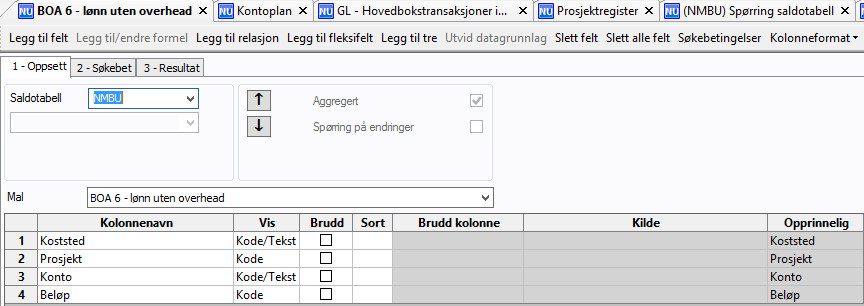 NU BOA 6 - lønn uten overhead NU Kontoplan NU GL - Hovedbokstransaksjoner i... NU Prosjektregister NU (NMBU) Spørring saldotabell
Legg til felt Legg til/endre formel Legg til relasjon Legg til fleksifelt Legg til tre Utvid datagrunnlag Slett felt Slett alle felt Søkebetingelser Kolonneformat
1 - Oppsett 2 - Søkebet 3 - Resultat
Saldotabell NMBU Aggregert
Spørring på endringer
Mal BOA 6 - lønn uten overhead
Kolonnenavn Vis Brudd Sort Brudd kolonne Kilde Opprinnelig
1 Koststed Kode/Tekst Koststed
2 Prosjekt Kode Prosjekt
3 Konto Kode/Tekst Konto
4 Beløp Kode Beløp